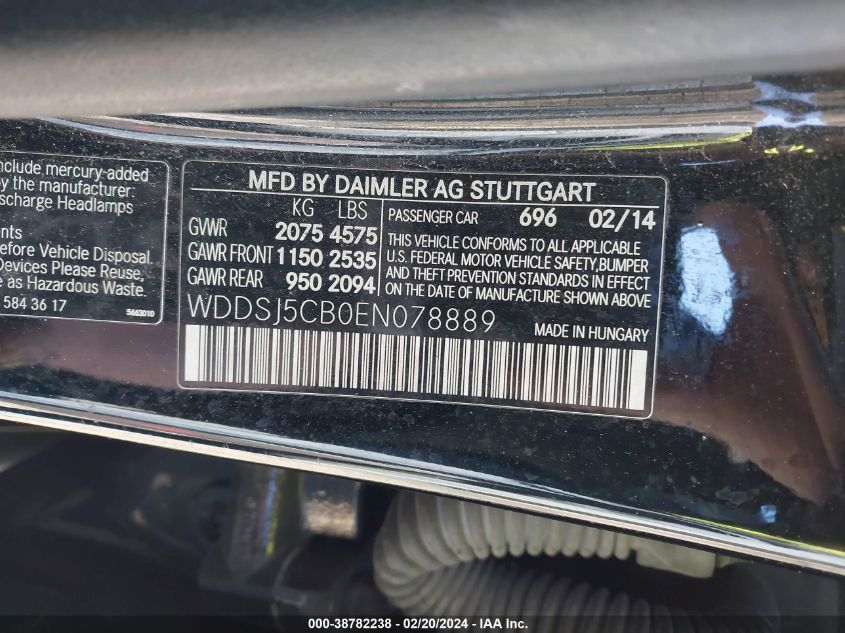 include mercury-added
by the manufacturer:
scharge Headlamps
nts
efore Vehicle Disposal.
Devices Please Reuse,
e as Hazardous Waste.
584 36 17
5663010
MFD BY DAIMLER AG STUTTGART
KG LBS
GVWR 2075 4575
GAWR FRONT 1150 2535
GAWR REAR 950 2094
PASSENGER CAR 696 02/14
THIS VEHICLE CONFORMS TO ALL APPLICABLE
U.S. FEDERAL MOTOR VEHICLE SAFETY,BUMPER
AND THEFT PREVENTION STANDARDS IN EFFECT
ON THE DATE OF MANUFACTURE SHOWN ABOVE
WDDSJ5CB0EN078889
MADE IN HUNGARY
000-38782238 - 02/20/2024 - IAA Inc.